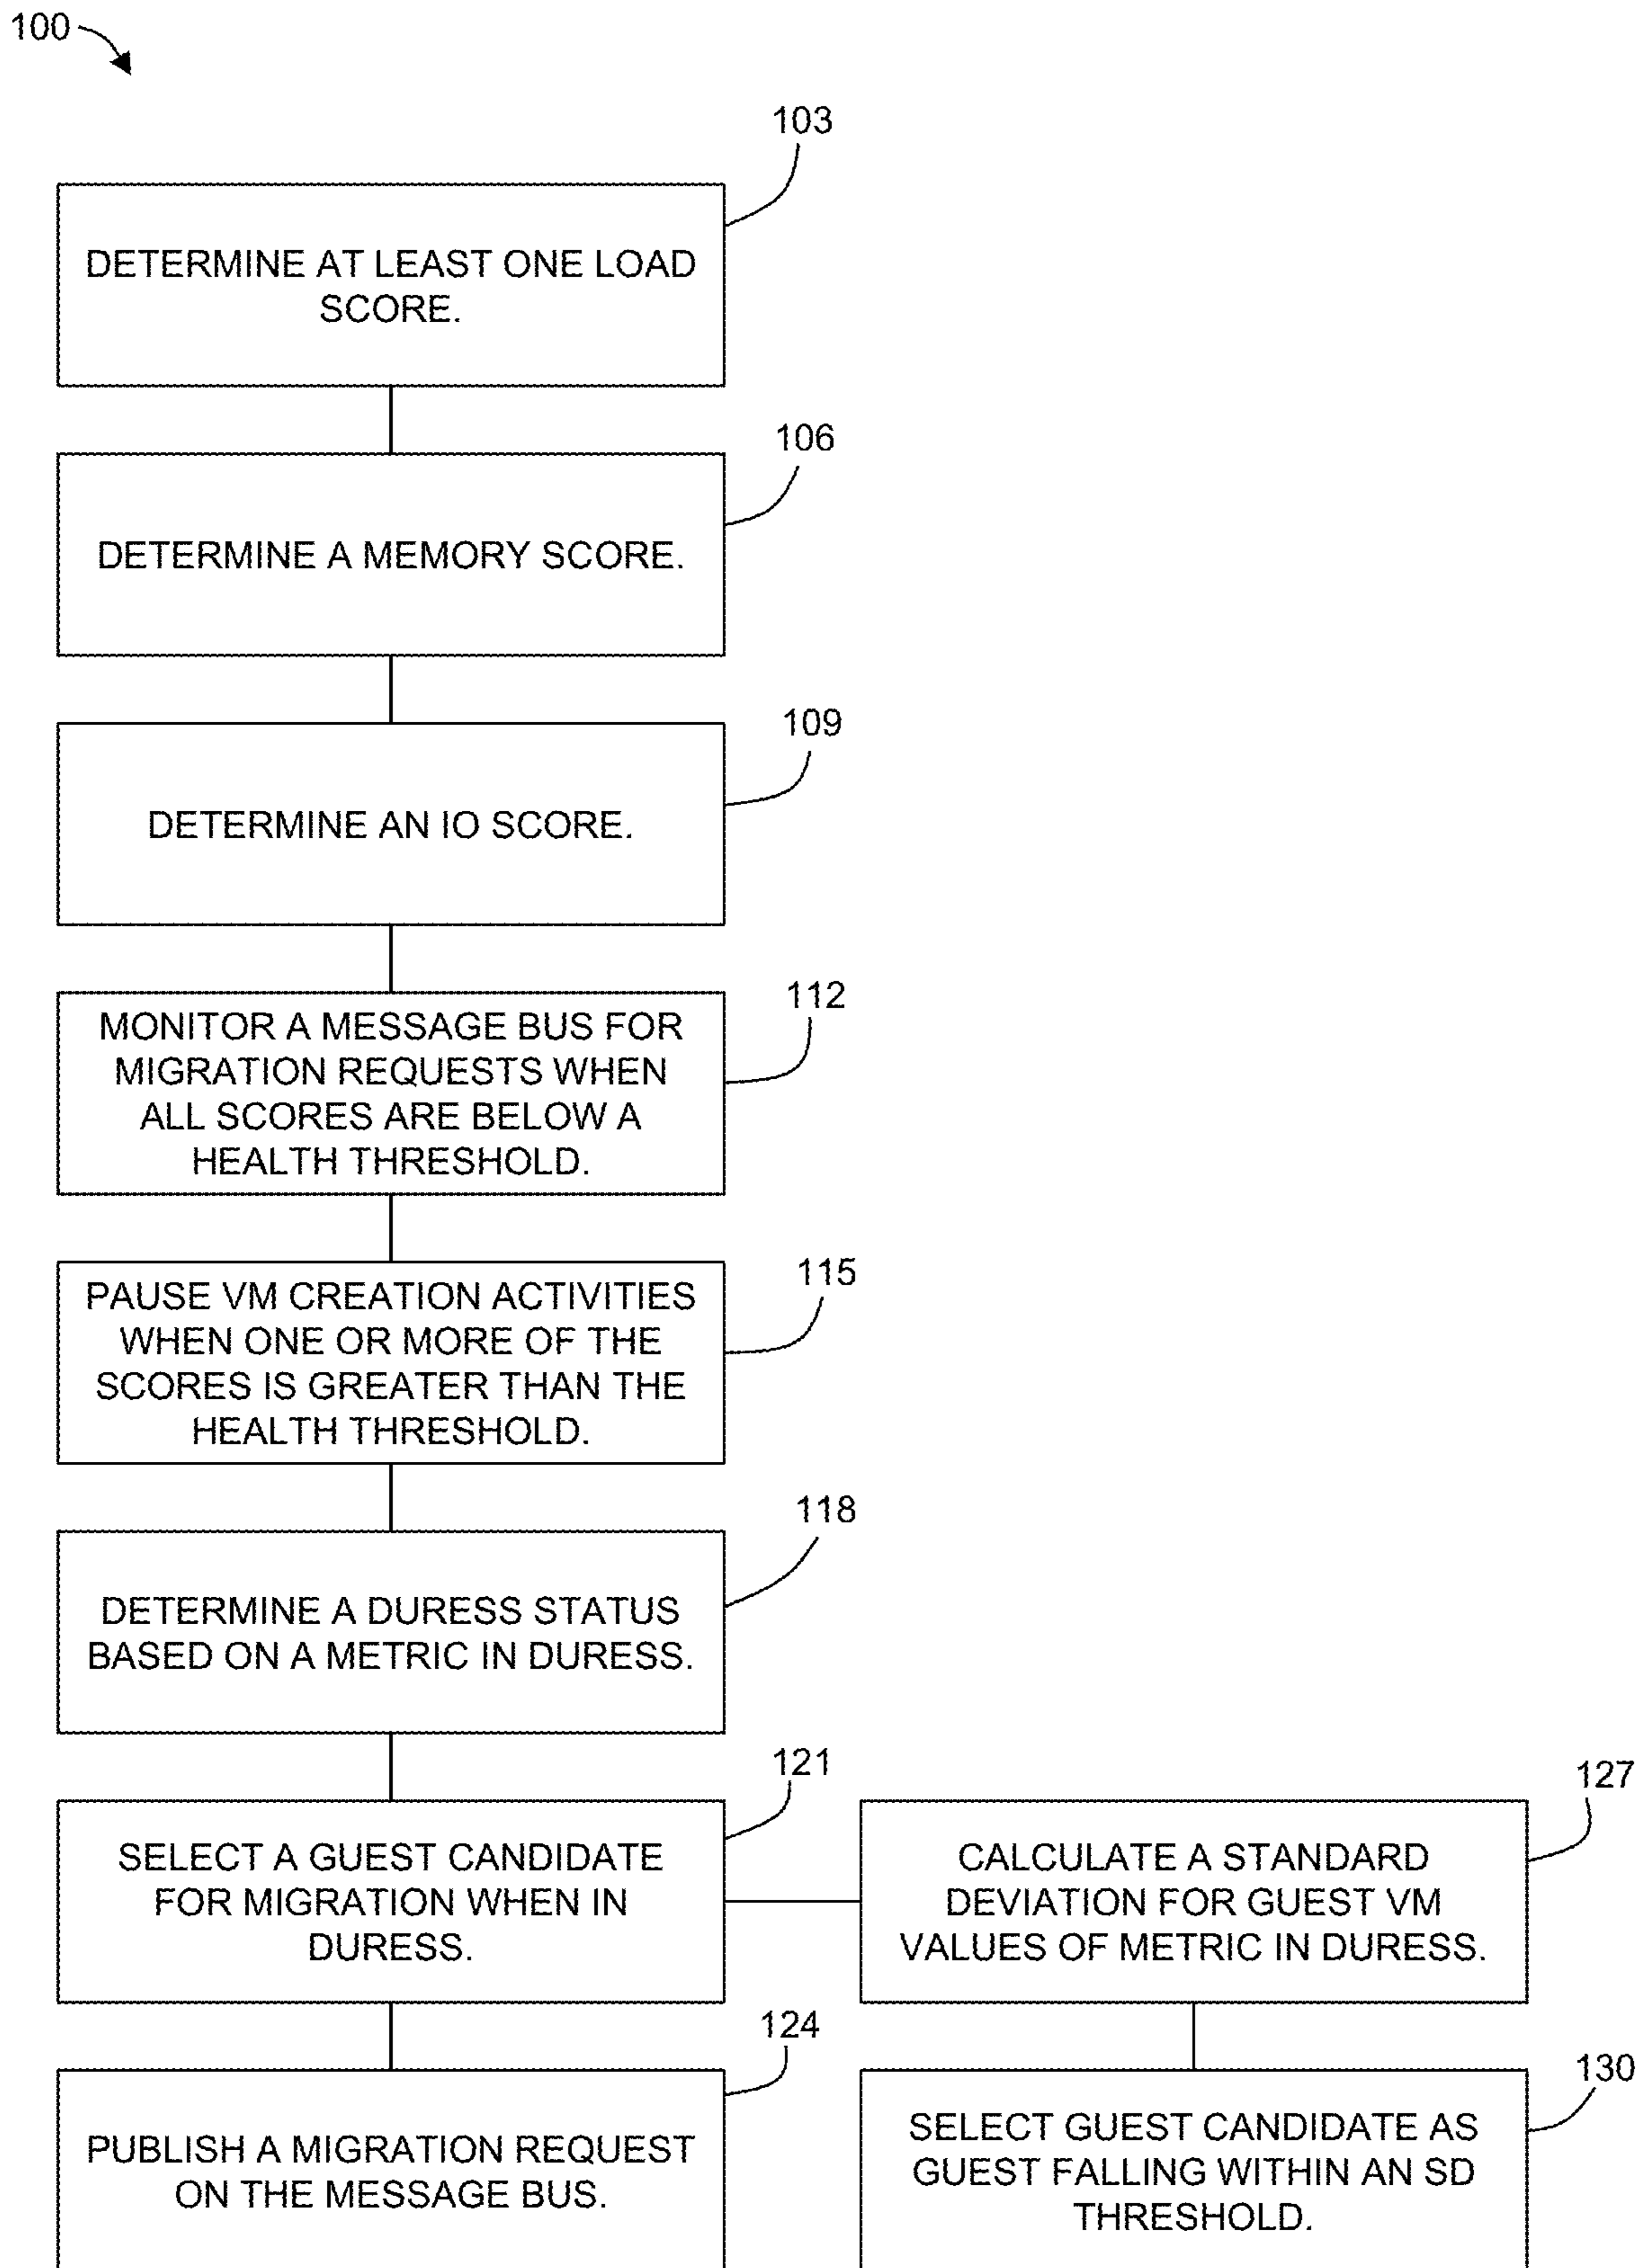 100
103
DETERMINE AT LEAST ONE LOAD
SCORE.
106
DETERMINE A MEMORY SCORE.
109
DETERMINE AN IO SCORE.
112
MONITOR A MESSAGE BUS FOR
MIGRATION REQUESTS WHEN
ALL SCORES ARE BELOW A
HEALTH THRESHOLD.
115
PAUSE VM CREATION ACTIVITIES
WHEN ONE OR MORE OF THE
SCORES IS GREATER THAN THE
HEALTH THRESHOLD.
118
DETERMINE A DURESS STATUS
BASED ON A METRIC IN DURESS.
121
SELECT A GUEST CANDIDATE
FOR MIGRATION WHEN IN
DURESS.
127
CALCULATE A STANDARD
DEVIATION FOR GUEST VM
VALUES OF METRIC IN DURESS.
124
PUBLISH A MIGRATION REQUEST
ON THE MESSAGE BUS.
130
SELECT GUEST CANDIDATE AS
GUEST FALLING WITHIN AN SD
THRESHOLD.